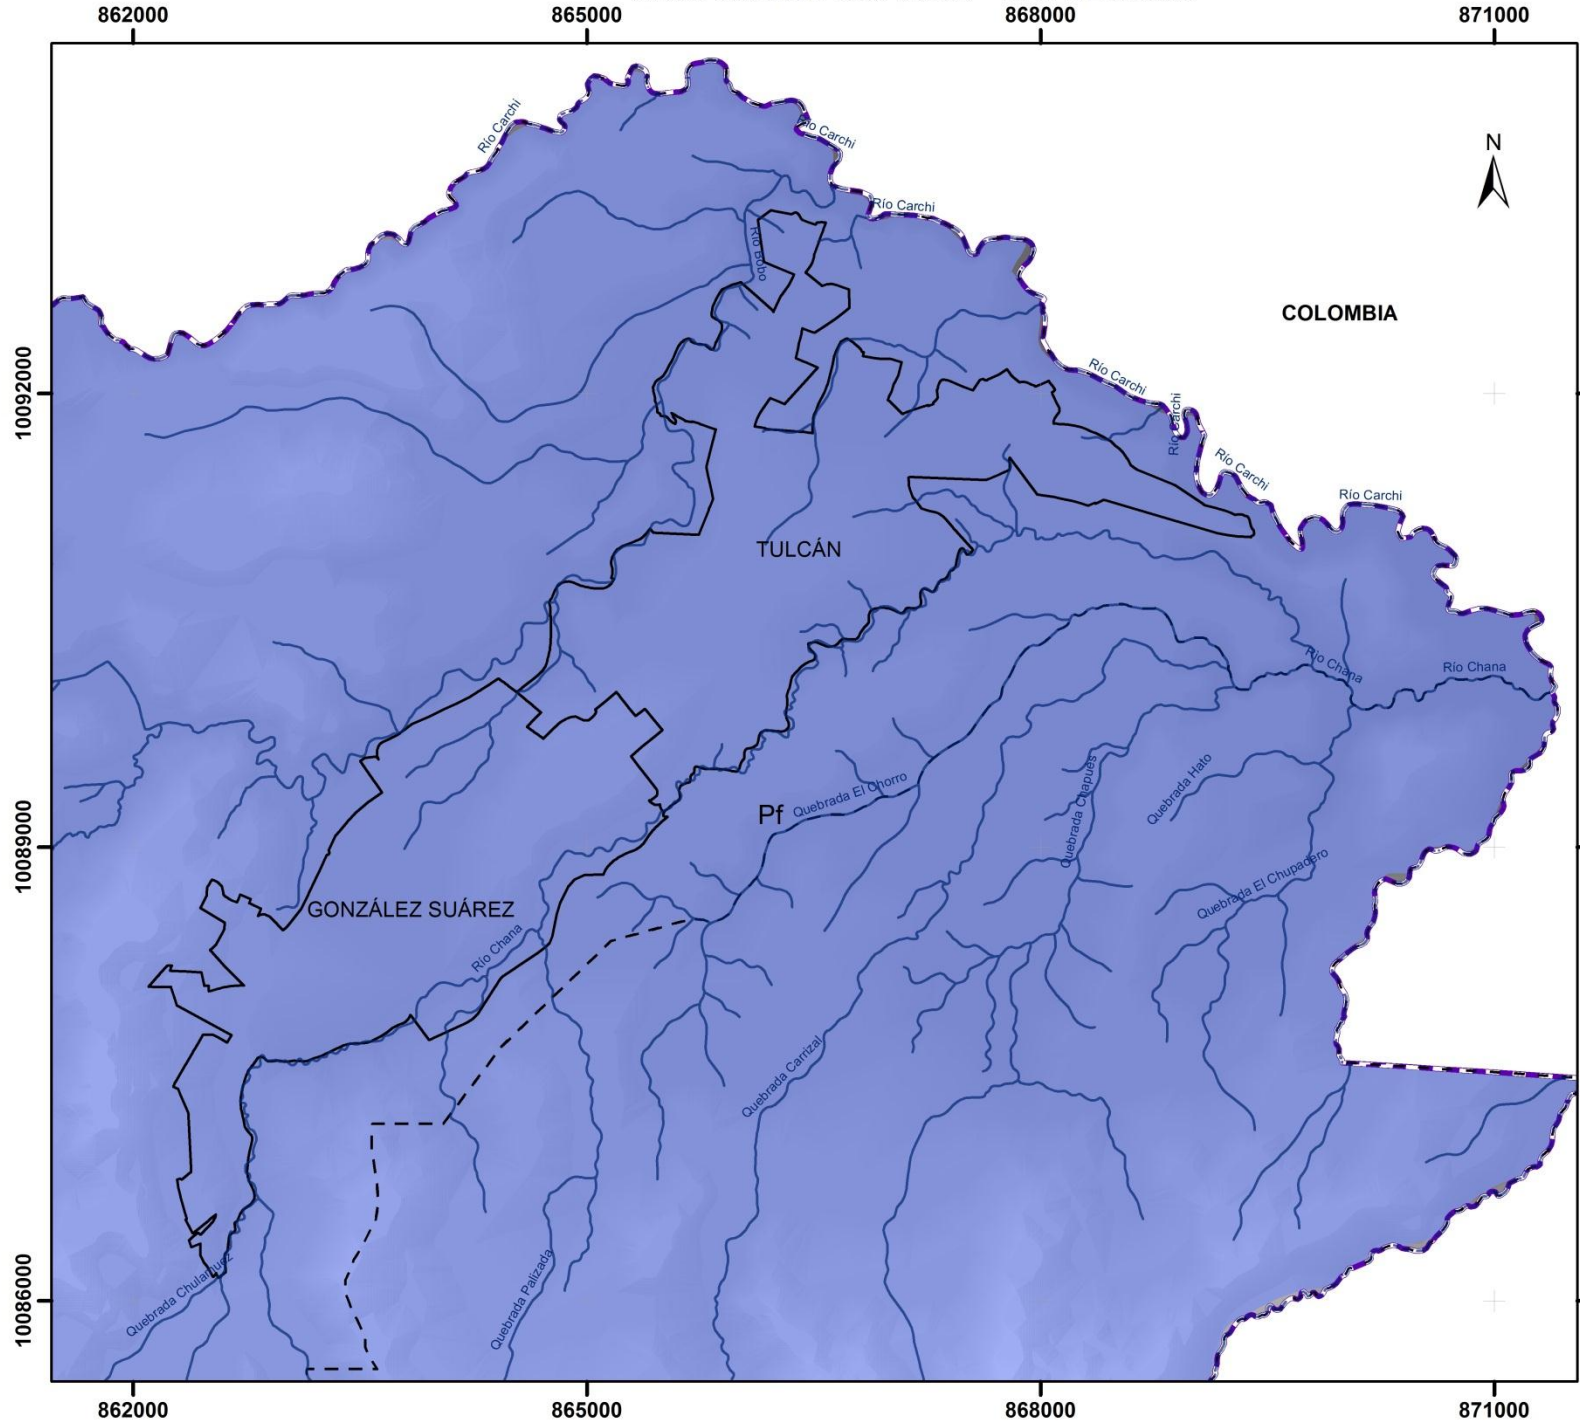 862000
865000
868000
871000
N
Río Carchi
Río Carchi
Río Carchi
Río Bobo
COLOMBIA
10092000
Río Carchi
Río Carchi
Río Carchi
Río Carchi
TULCÁN
Río Chana
Río Chana
Quebrada Chapues
Quebrada Hato
Quebrada El Chorro
Pf
10089000
Quebrada El Chupadero
GONZÁLEZ SUÁREZ
Río Chana
Quebrada Carrizal
Quebrada Palizada
Quebrada Chulamuez
10086000
862000
865000
868000
871000